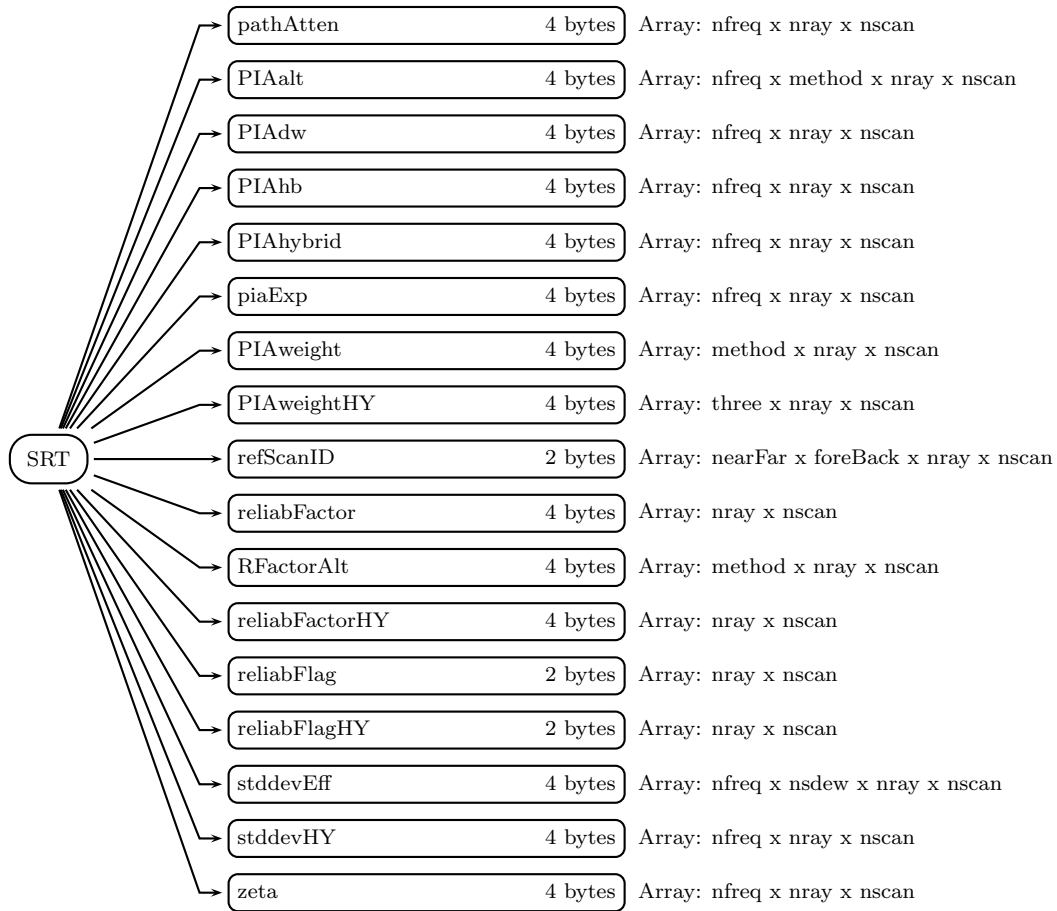 pathAtten 4 bytes Array: nfreq x nray x nscan
PIAalt 4 bytes Array: nfreq x method x nray x nscan
PIAdw 4 bytes Array: nfreq x nray x nscan
PIAhb 4 bytes Array: nfreq x nray x nscan
PIAhybrid 4 bytes Array: nfreq x nray x nscan
piaExp 4 bytes Array: nfreq x nray x nscan
PIAweight 4 bytes Array: method x nray x nscan
PIAweightHY 4 bytes Array: three x nray x nscan
SRT refScanID 2 bytes Array: nearFar x foreBack x nray x nscan
reliabFactor 4 bytes Array: nray x nscan
RFactorAlt 4 bytes Array: method x nray x nscan
reliabFactorHY 4 bytes Array: nray x nscan
reliabFlag 2 bytes Array: nray x nscan
reliabFlagHY 2 bytes Array: nray x nscan
stddevEff 4 bytes Array: nfreq x nsdew x nray x nscan
stddevHY 4 bytes Array: nfreq x nray x nscan
zeta 4 bytes Array: nfreq x nray x nscan